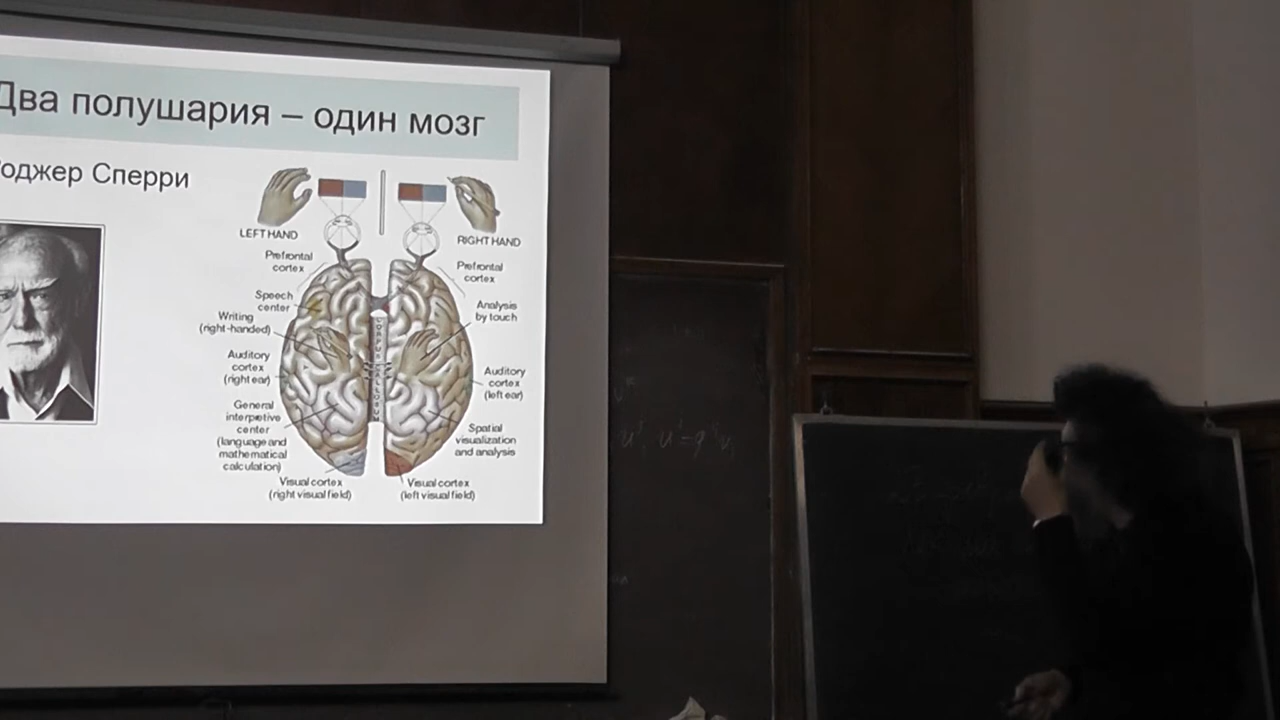 Два полушария – один мозг
оджер Сперри
LEFT HAND
RIGHT HAND
Prefrontal
cortex
Prefrontal
cortex
Speech
center
Analysis
by touch
Writing
(right-handed)
Auditory
cortex
(right ear)
Auditory
cortex
(left ear)
General
interpretive
center
(language and
mathematical
calculation)
Spatial
visualization
and analysis
CORPUS CALLOSUM
Visual cortex
(right visual field)
Visual cortex
(left visual field)